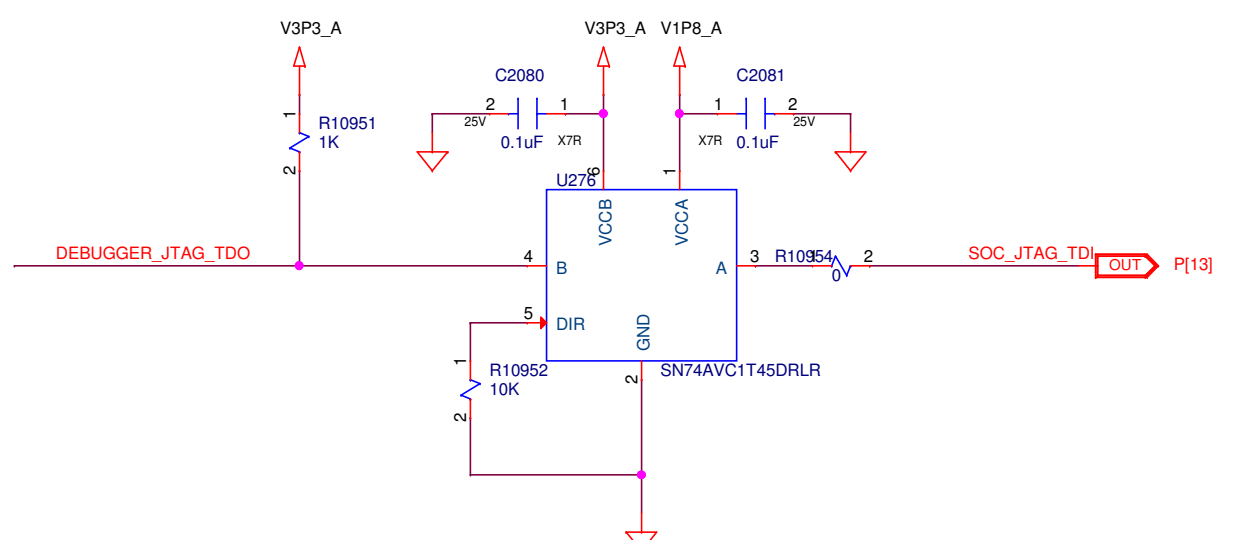 V3P3_A
V3P3_A
V1P8_A
C2080
C2081
2
1
1
2
25V
0.1uF
X7R
X7R
0.1uF
25V
1
R10951
1K
2
U276
6
1
VCCB
VCCA
DEBUGGER_JTAG_TDO
4
B
A
3
R10954
1
2
0
SOC_JTAG_TDI
OUT
P[13]
5
DIR
GND
1
R10952
10K
2
2
SN74AVC1T45DRLR